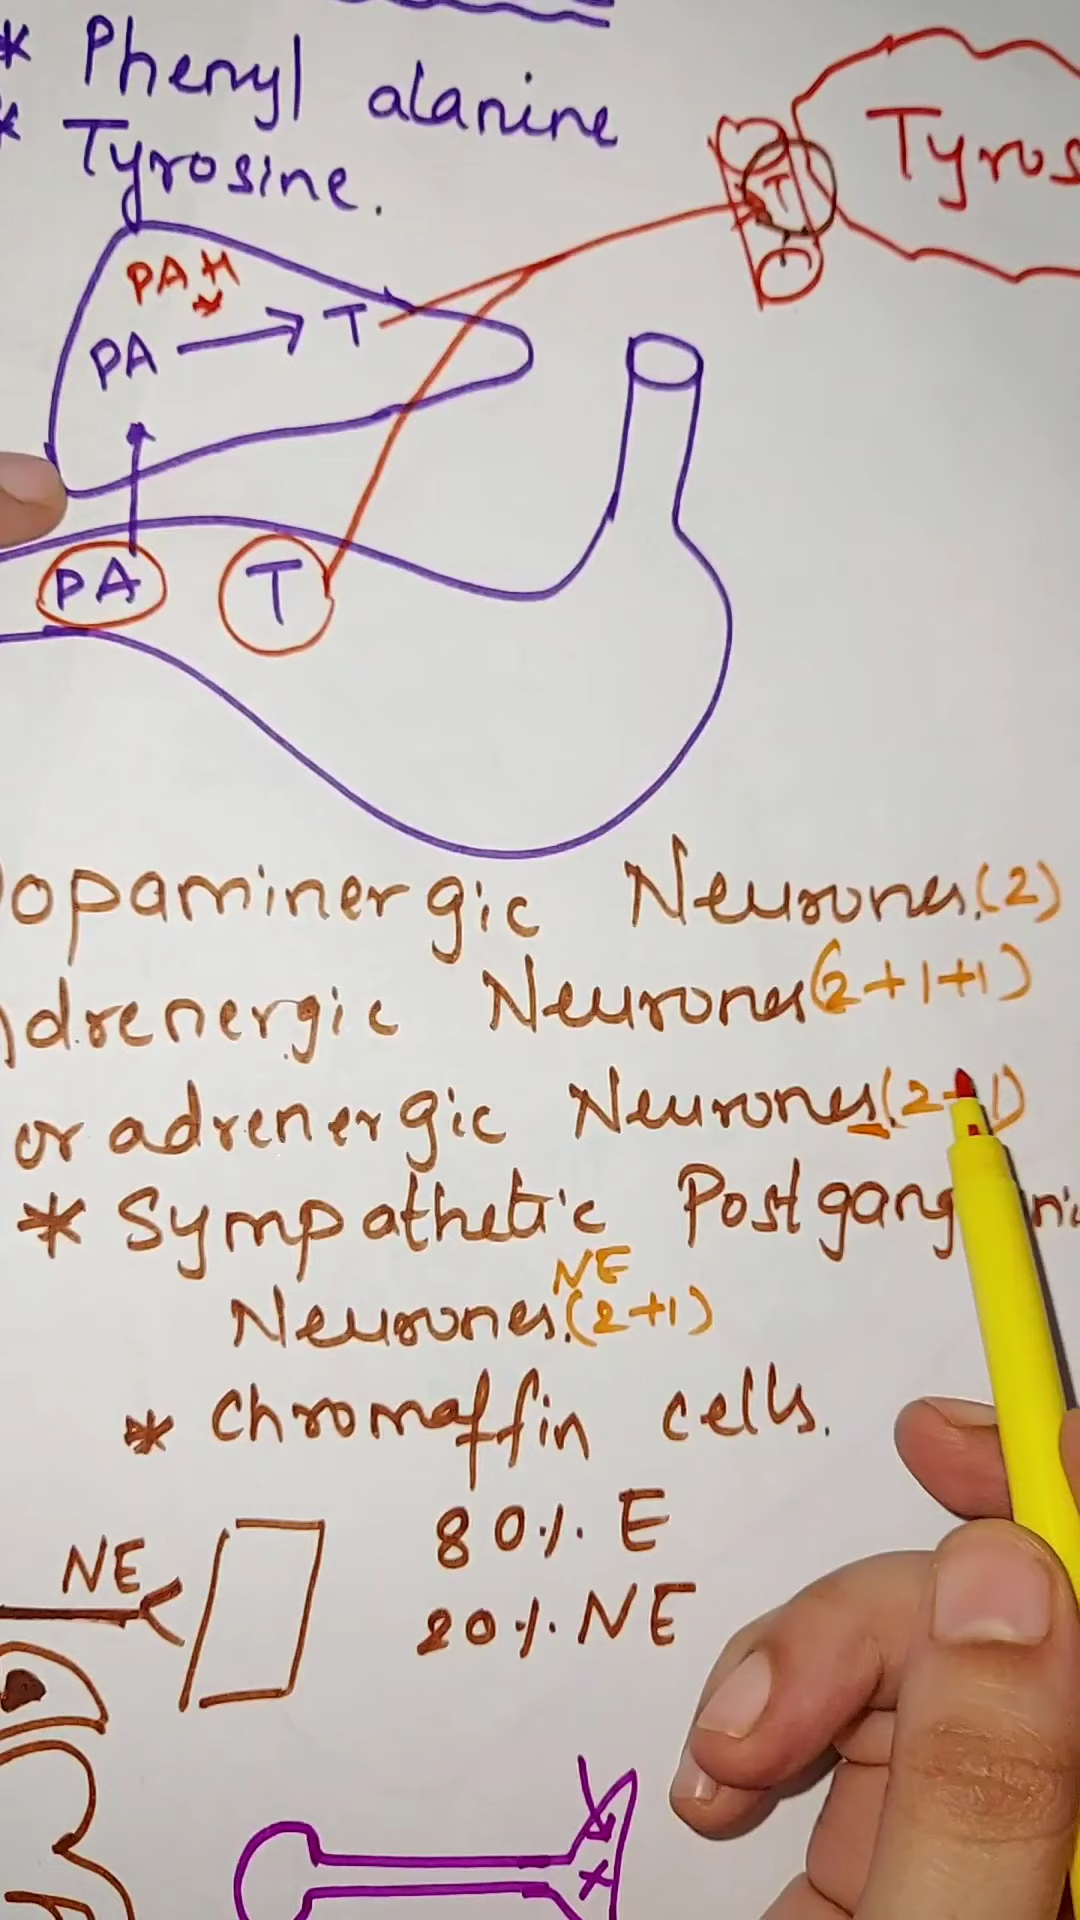 * Phenyl alanine
* Tyrosine.
Tyros
T
PAH
*
PA → T
PA T
opaminergic Neurones.(2)
drenergic Neurones(2+1+1)
or adrenergic Neurones(2+1)
* Sympathetic Postgang
NE
Neurones.(2+1)
* Chromaffin cells.
80% E
NE
20% NE